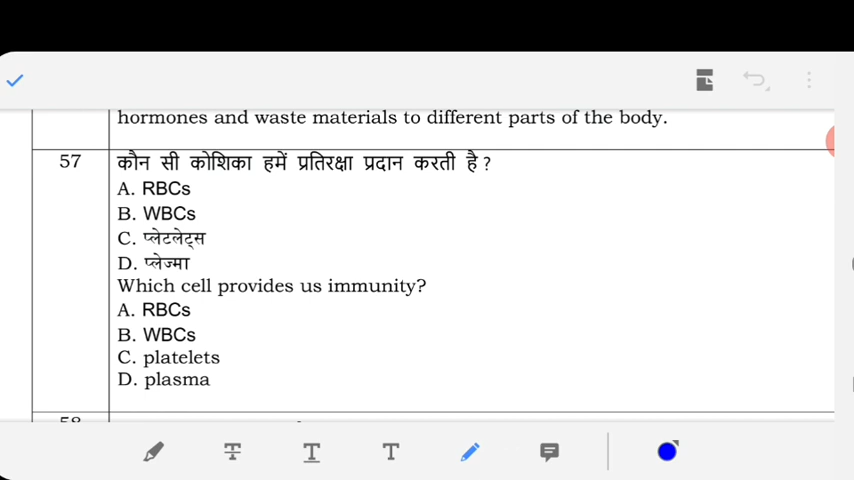 hormones and waste materials to different parts of the body.
57 कौन सी कोशिका हमें प्रतिरक्षा प्रदान करती है?
A. RBCs
B. WBCs
C. प्लेटलेट्स
D. प्लेज्मा
Which cell provides us immunity?
A. RBCs
B. WBCs
C. platelets
D. plasma
58
T T T